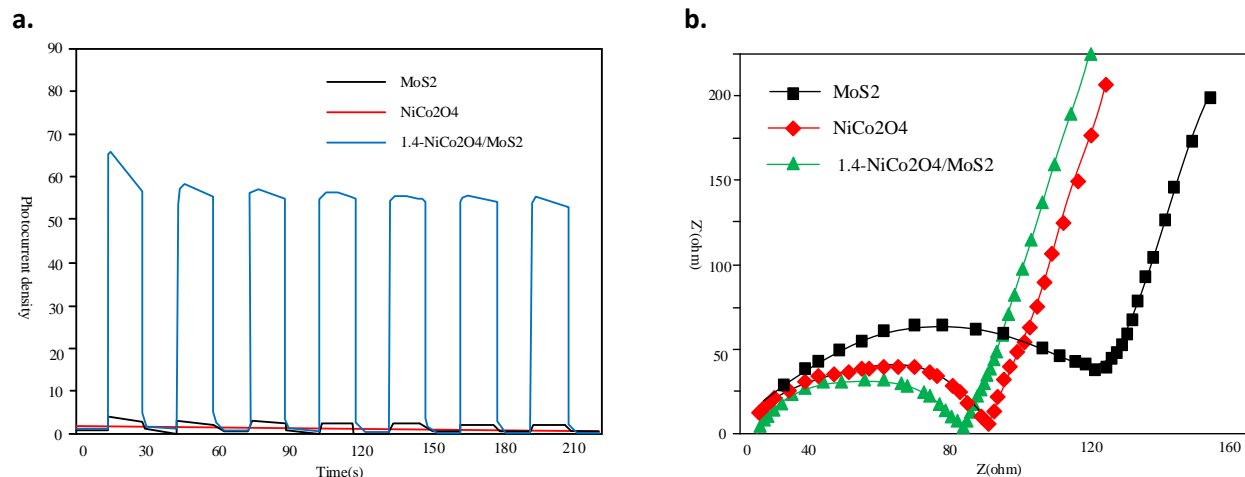 a.
90
80
70
60
50
40
30
20
10
0
Photocurrent density
MoS2
NiCo2O4
1.4-NiCo2O4/MoS2
0 30 60 90 120 150 180 210
Time(s)
b.
200
150
100
50
0
Z'(ohm)
MoS2
NiCo2O4
1.4-NiCo2O4/MoS2
0 40 80 120 160
Z(ohm)